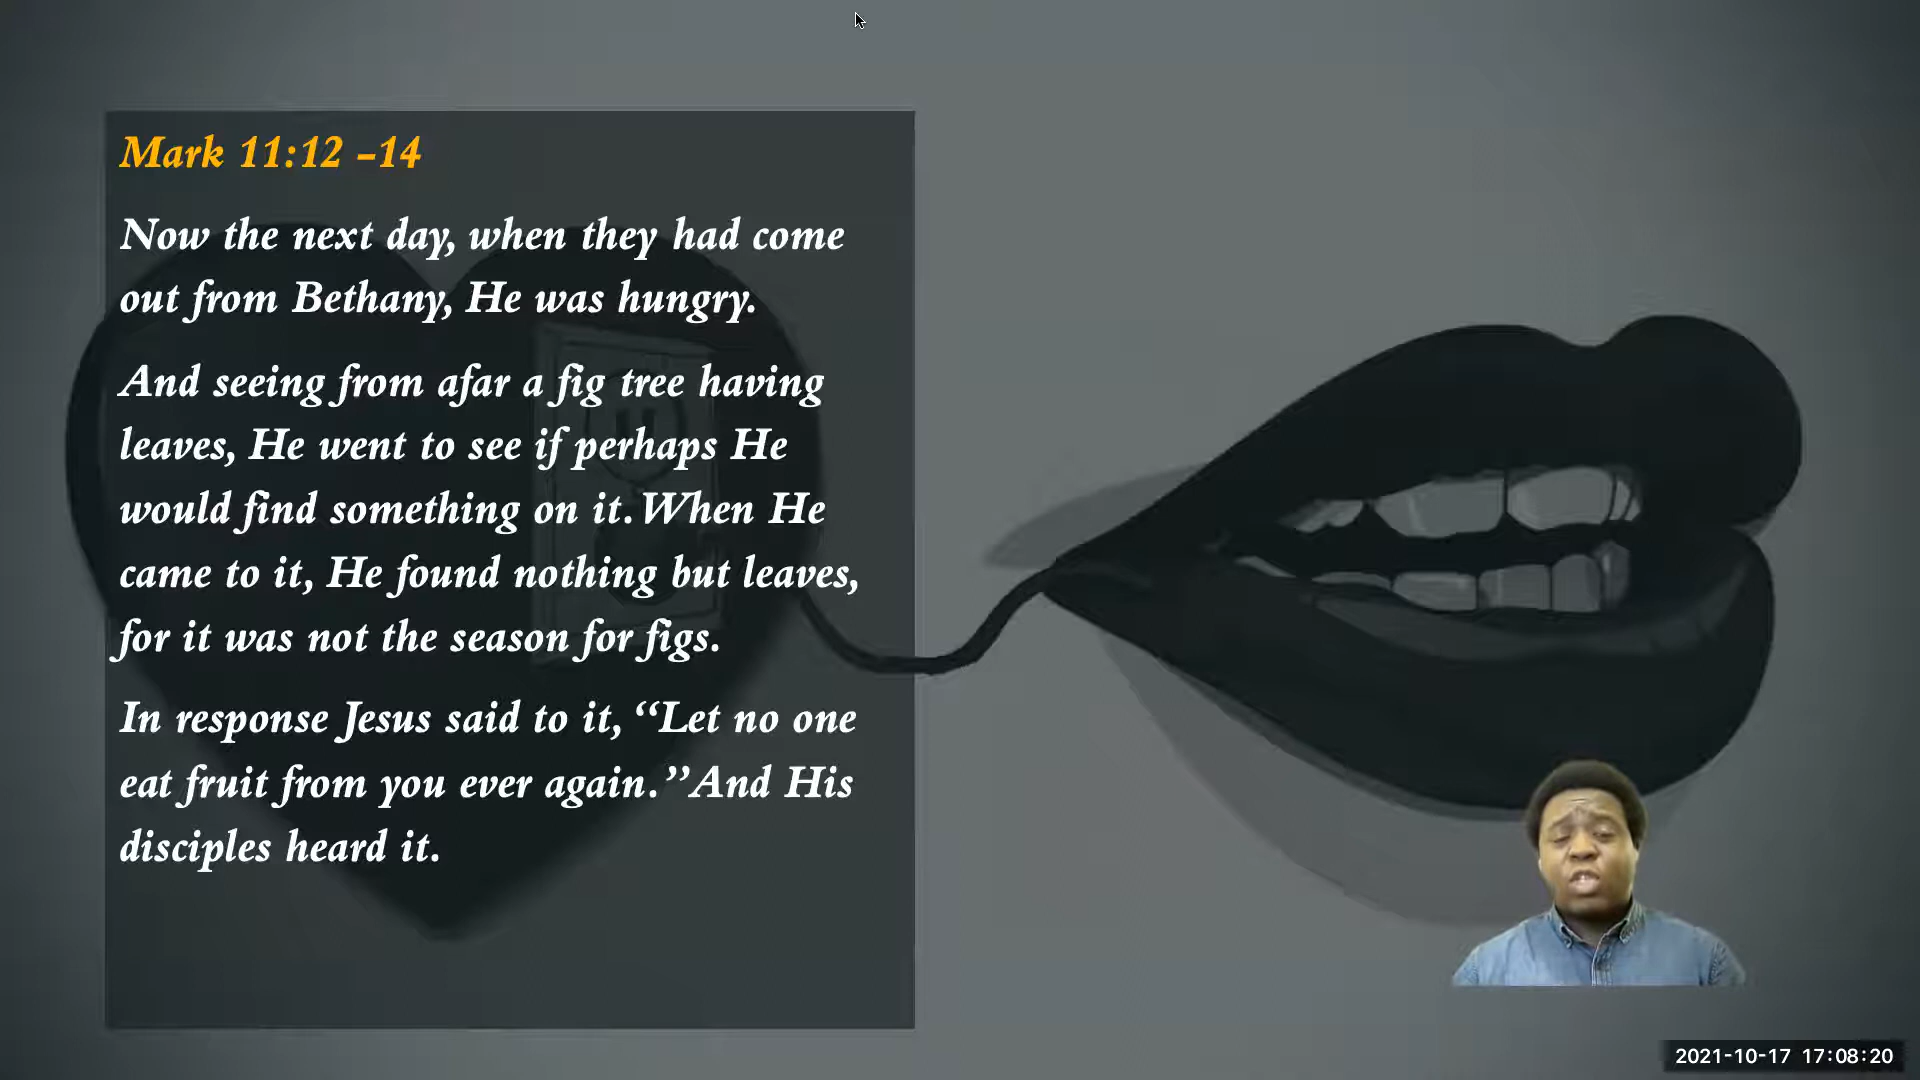 Mark 11:12 –14
Now the next day, when they had come
out from Bethany, He was hungry.
And seeing from afar a fig tree having
leaves, He went to see if perhaps He
would find something on it. When He
came to it, He found nothing but leaves,
for it was not the season for figs.
In response Jesus said to it, “Let no one
eat fruit from you ever again.” And His
disciples heard it.
2021-10-17 17:08:20